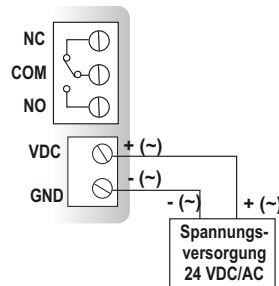 NC
COM
NO
VDC
+ (~)
GND
- (~)
- (~)
+ (~)
Spannungs-
versorgung
24 VDC/AC